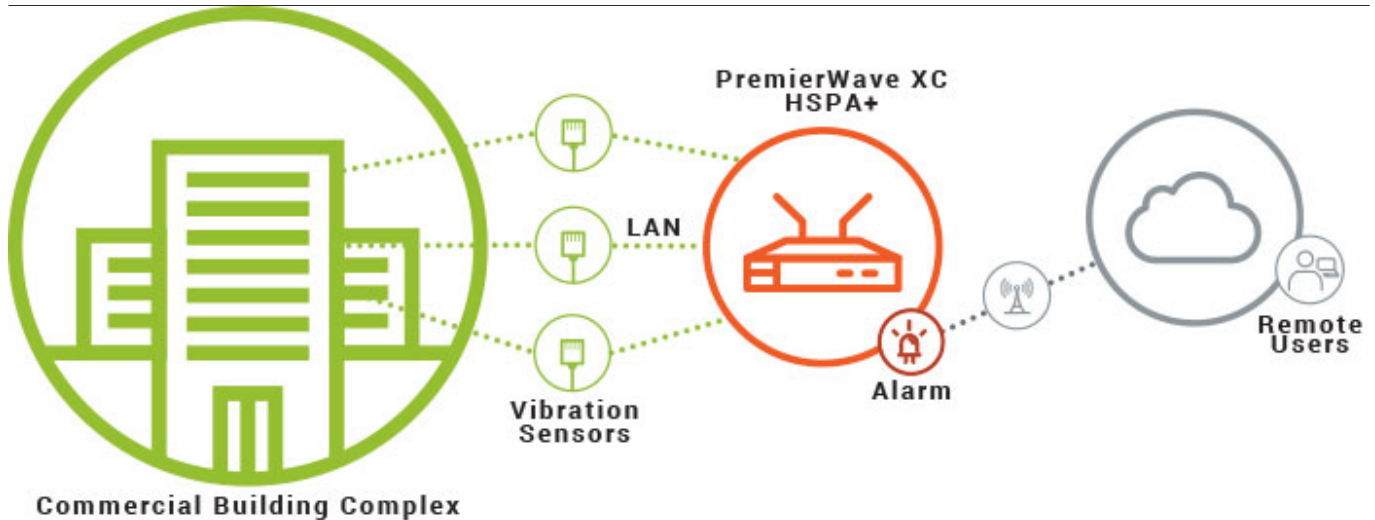 PremierWave XC
HSPA+
LAN
Remote
Users
Alarm
Vibration
Sensors
Commercial Building Complex